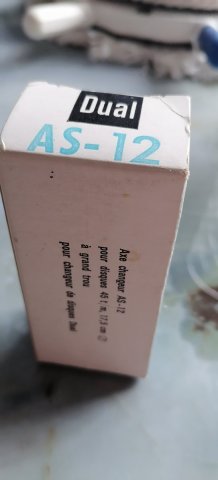 Dual
AS-12
Axe changeur AS-12
pour disques 45 t. m, 17,5 cm ∅
à grand trou
pour changeur de disques Dual